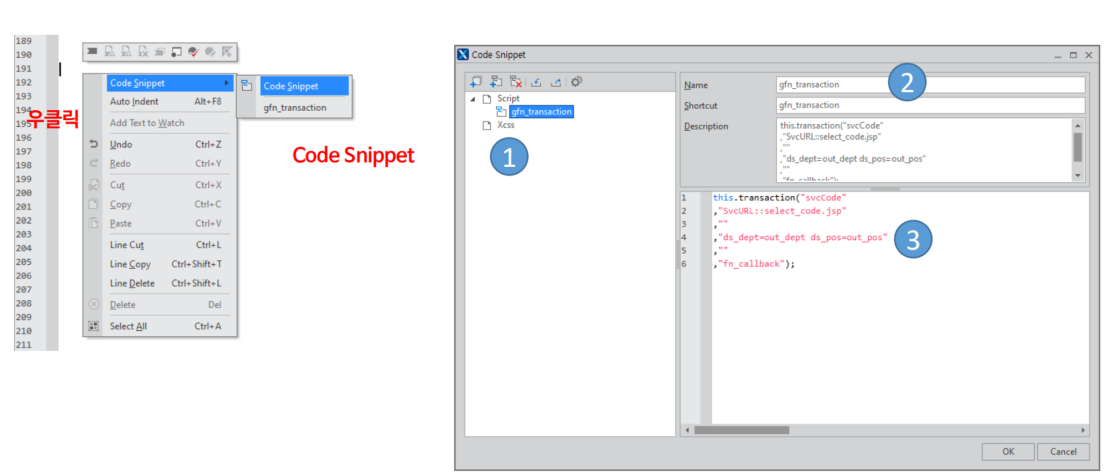 189
190
191
192
193
194
195
196
197
198
199
200
201
202
203
204
205
206
207
208
209
210
211
우클릭
Code Snippet
Auto Indent Alt+F8
Add Text to Watch
Undo Ctrl+Z
Redo Ctrl+Y
Cut Ctrl+X
Copy Ctrl+C
Paste Ctrl+V
Line Cut Ctrl+L
Line Copy Ctrl+Shift+T
Line Delete Ctrl+Shift+L
Delete Del
Select All Ctrl+A
Code Snippet
gfn_transaction
Code Snippet
Code Snippet
Script
gfn_transaction
Xcss
1
Name gfn_transaction
2
Shortcut gfn_transaction
Description this.transaction("svcCode"
,"SvcURL::select_code.jsp"
,""
,"ds_dept=out_dept ds_pos=out_pos"
,""
,"fn_callback");
1 this.transaction("svcCode"
2 ,"SvcURL::select_code.jsp"
3 ,""
4 ,"ds_dept=out_dept ds_pos=out_pos"
5 ,""
6 ,"fn_callback");
3
OK Cancel